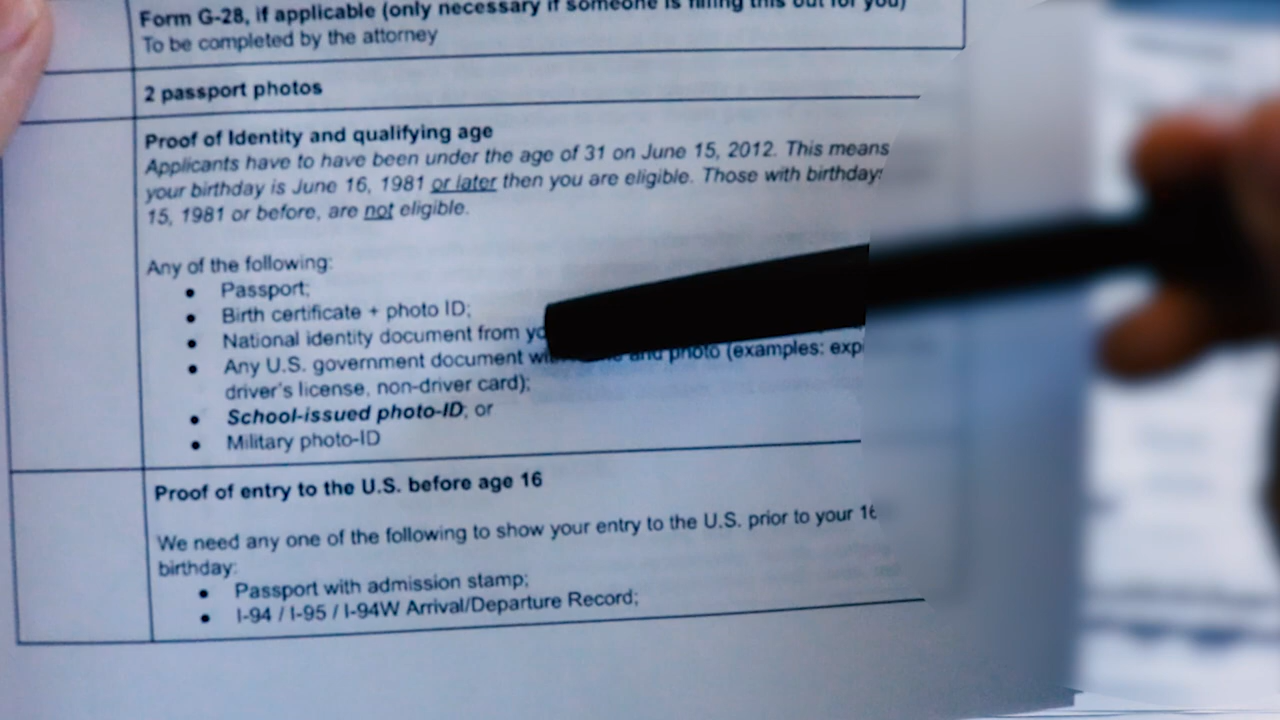 Form G-28, if applicable (only necessary if someone is filling this out for you)
To be completed by the attorney
2 passport photos
Proof of Identity and qualifying age
Applicants have to have been under the age of 31 on June 15, 2012. This means
your birthday is June 16, 1981 or later then you are eligible. Those with birthday
15, 1981 or before, are not eligible.
Any of the following:
• Passport;
• Birth certificate + photo ID;
• National identity document from
• Any U.S. government document and photo (examples:
driver's license, non-driver card);
• School-issued photo-ID; or
• Military photo-ID
Proof of entry to the U.S. before age 16
We need any one of the following to show your entry to the U.S. prior to your 16
birthday:
• Passport with admission stamp;
• I-94 / I-95 / I-94W Arrival/Departure Record;